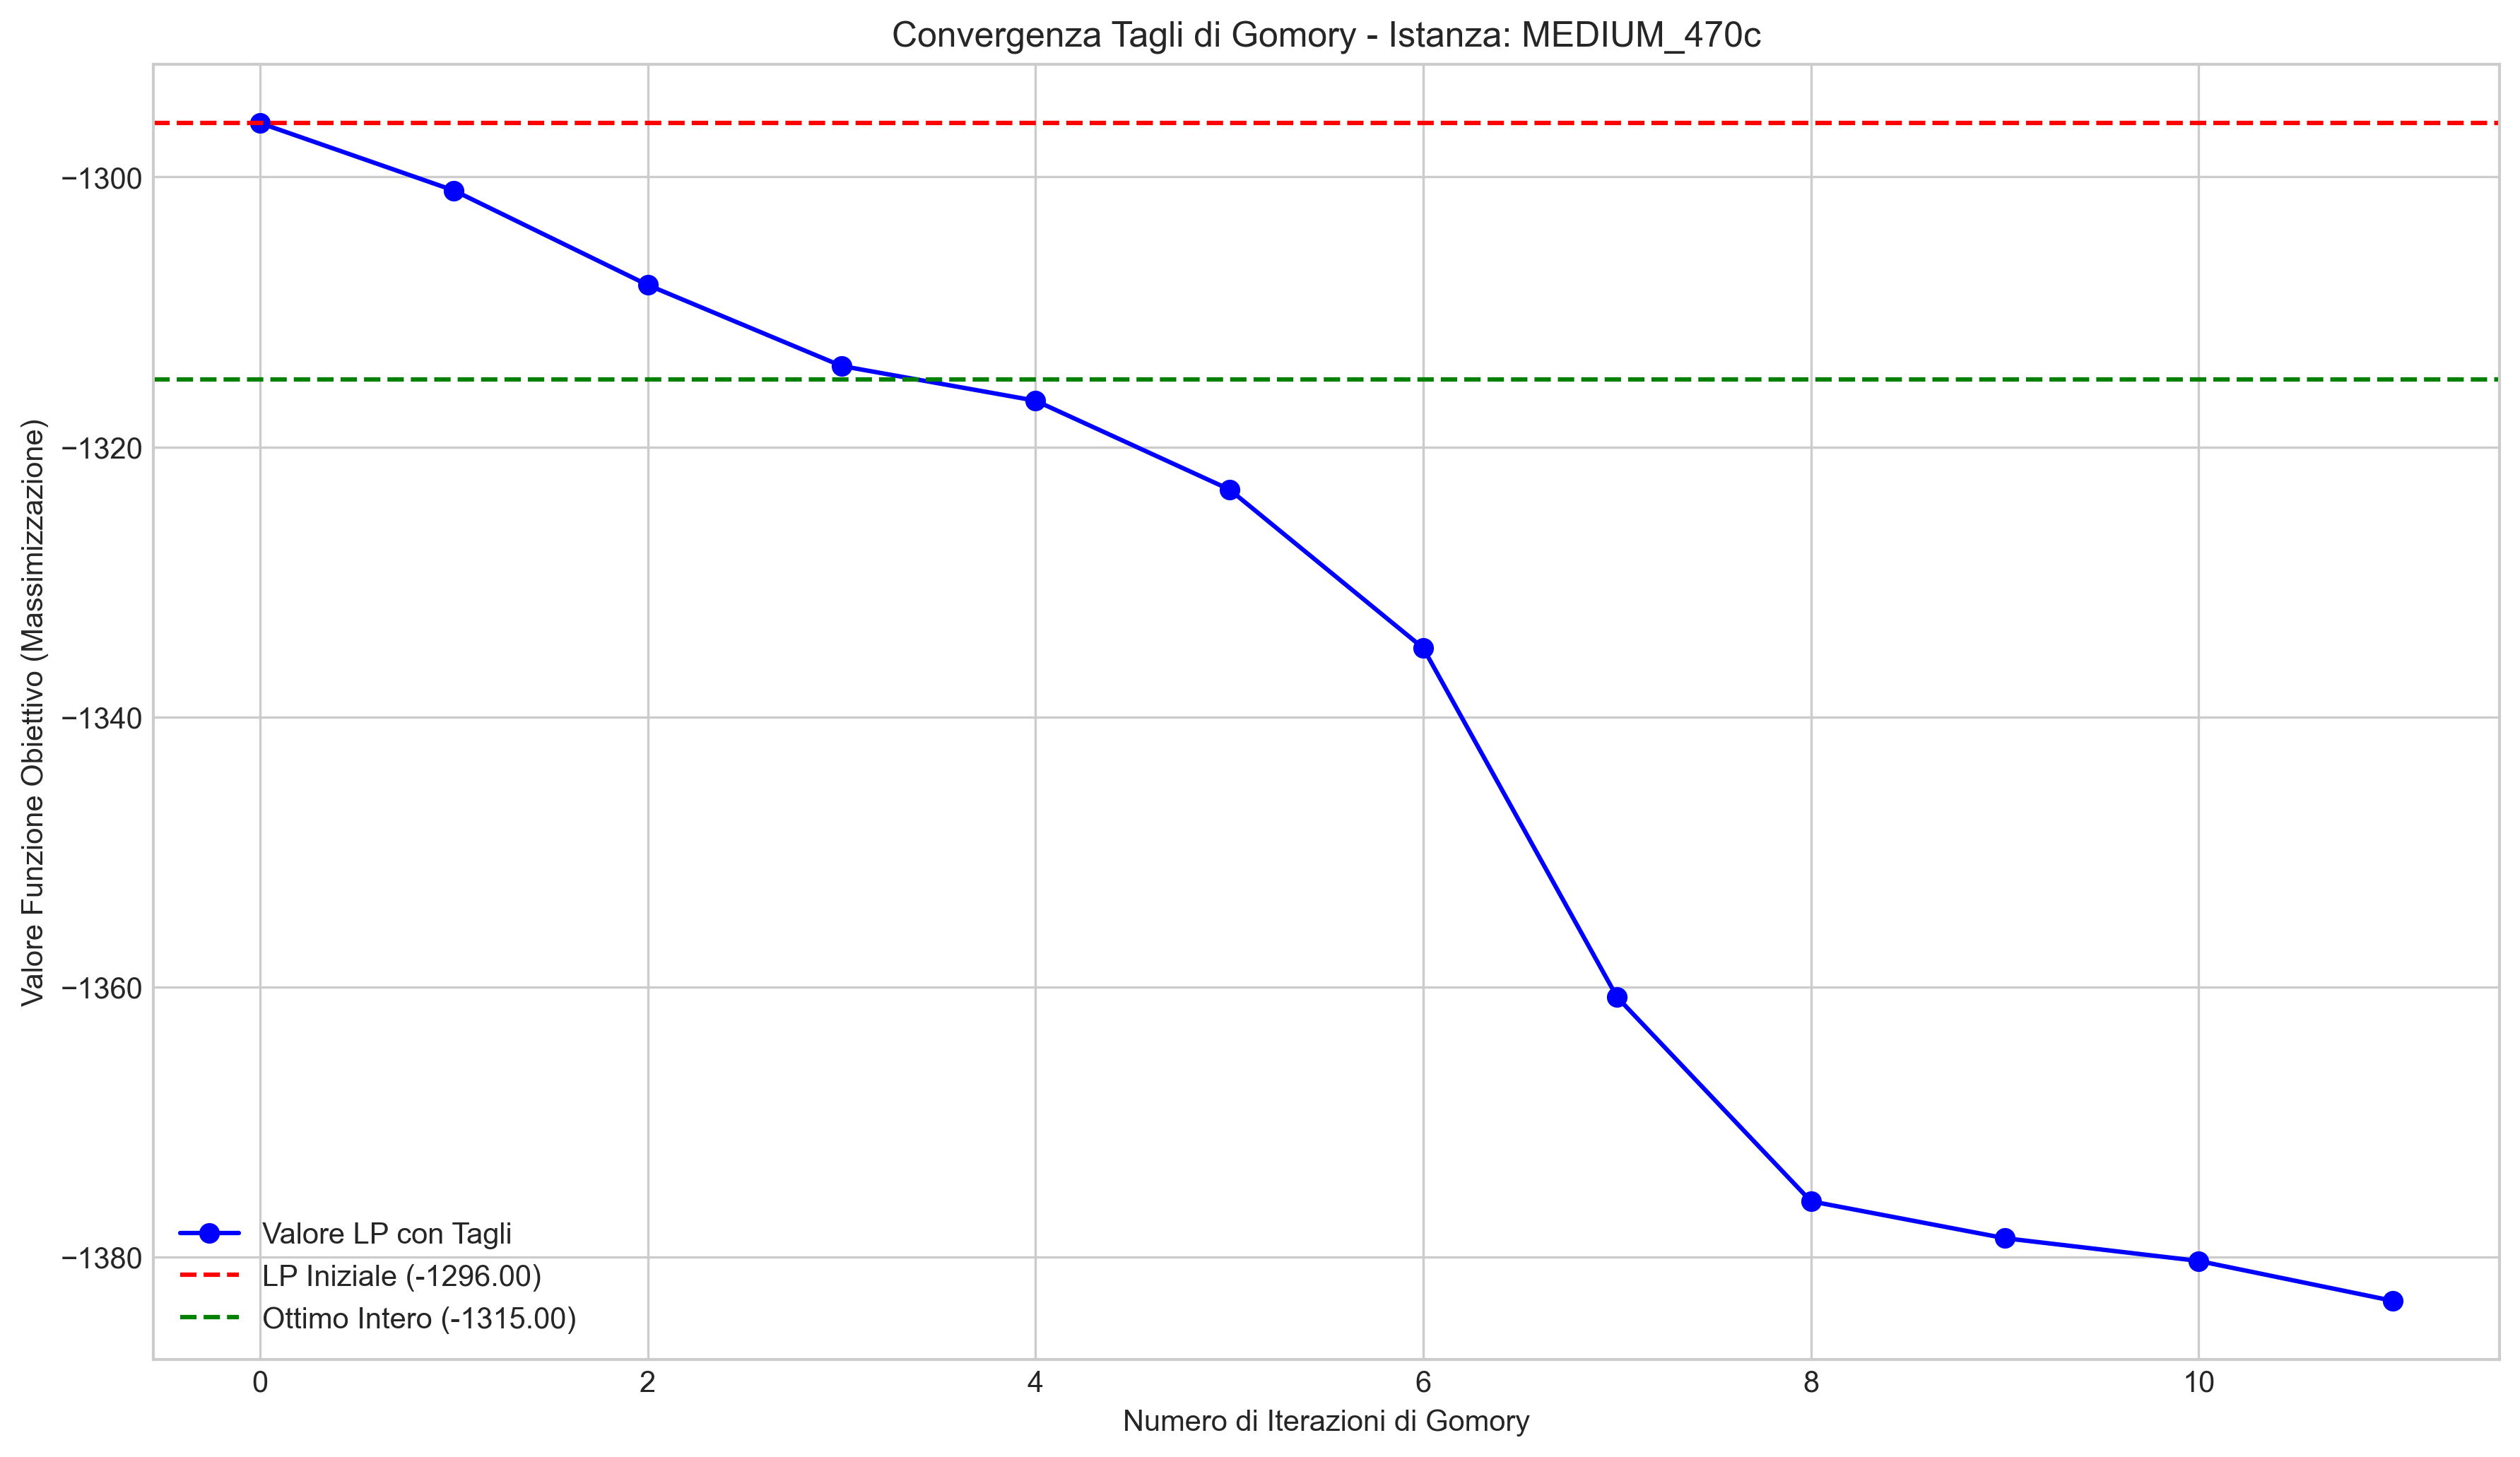 Convergenza Tagli di Gomory - Istanza: MEDIUM_470c
Valore Funzione Obiettivo (Massimizzazione)
−1300
−1320
−1340
−1360
−1380
Valore LP con Tagli
LP Iniziale (-1296.00)
Ottimo Intero (-1315.00)
0
2
4
6
8
10
Numero di Iterazioni di Gomory